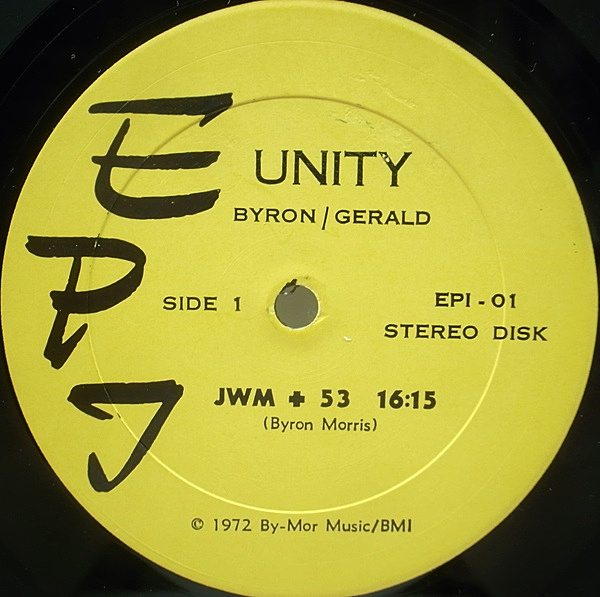 EPI
UNITY
BYRON/GERALD
SIDE 1
EPI - 01
STEREO DISK
JWM + 53 16:15
(Byron Morris)
© 1972 By-Mor Music/BMI